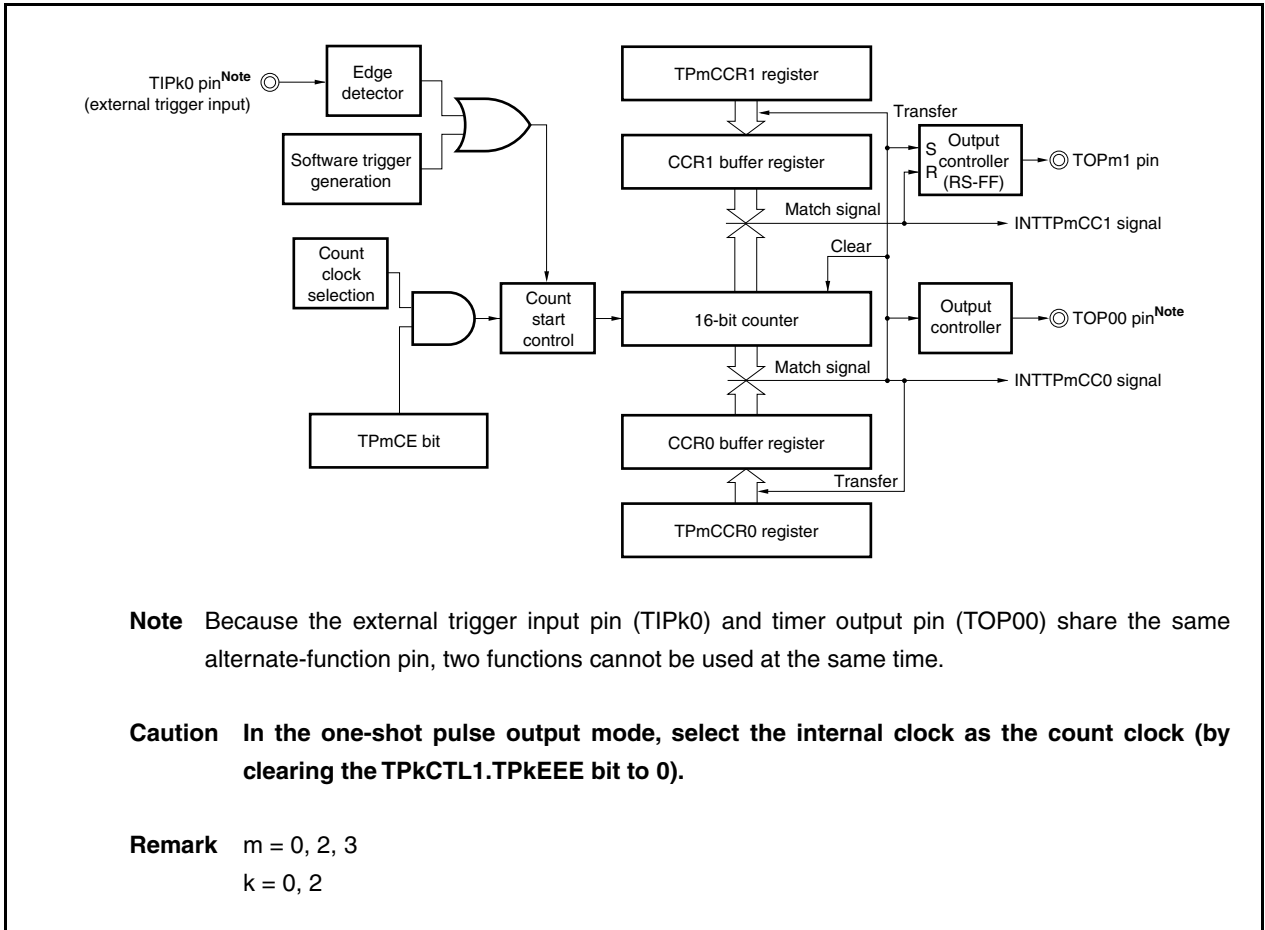 TIPk0 pinNote
(external trigger input)
Edge
detector
Software trigger
generation
Count
clock
selection
TPmCE bit
Count
start
control
TPmCCR1 register
Transfer
CCR1 buffer register
Match signal
Clear
16-bit counter
Match signal
CCR0 buffer register
Transfer
TPmCCR0 register
S
R
Output
controller
(RS-FF)
TOPm1 pin
INTTPmCC1 signal
Output
controller
TOP00 pinNote
INTTPmCC0 signal
Note Because the external trigger input pin (TIPk0) and timer output pin (TOP00) share the same
alternate-function pin, two functions cannot be used at the same time.
Caution In the one-shot pulse output mode, select the internal clock as the count clock (by
clearing the TPkCTL1.TPkEEE bit to 0).
Remark m = 0, 2, 3
k = 0, 2